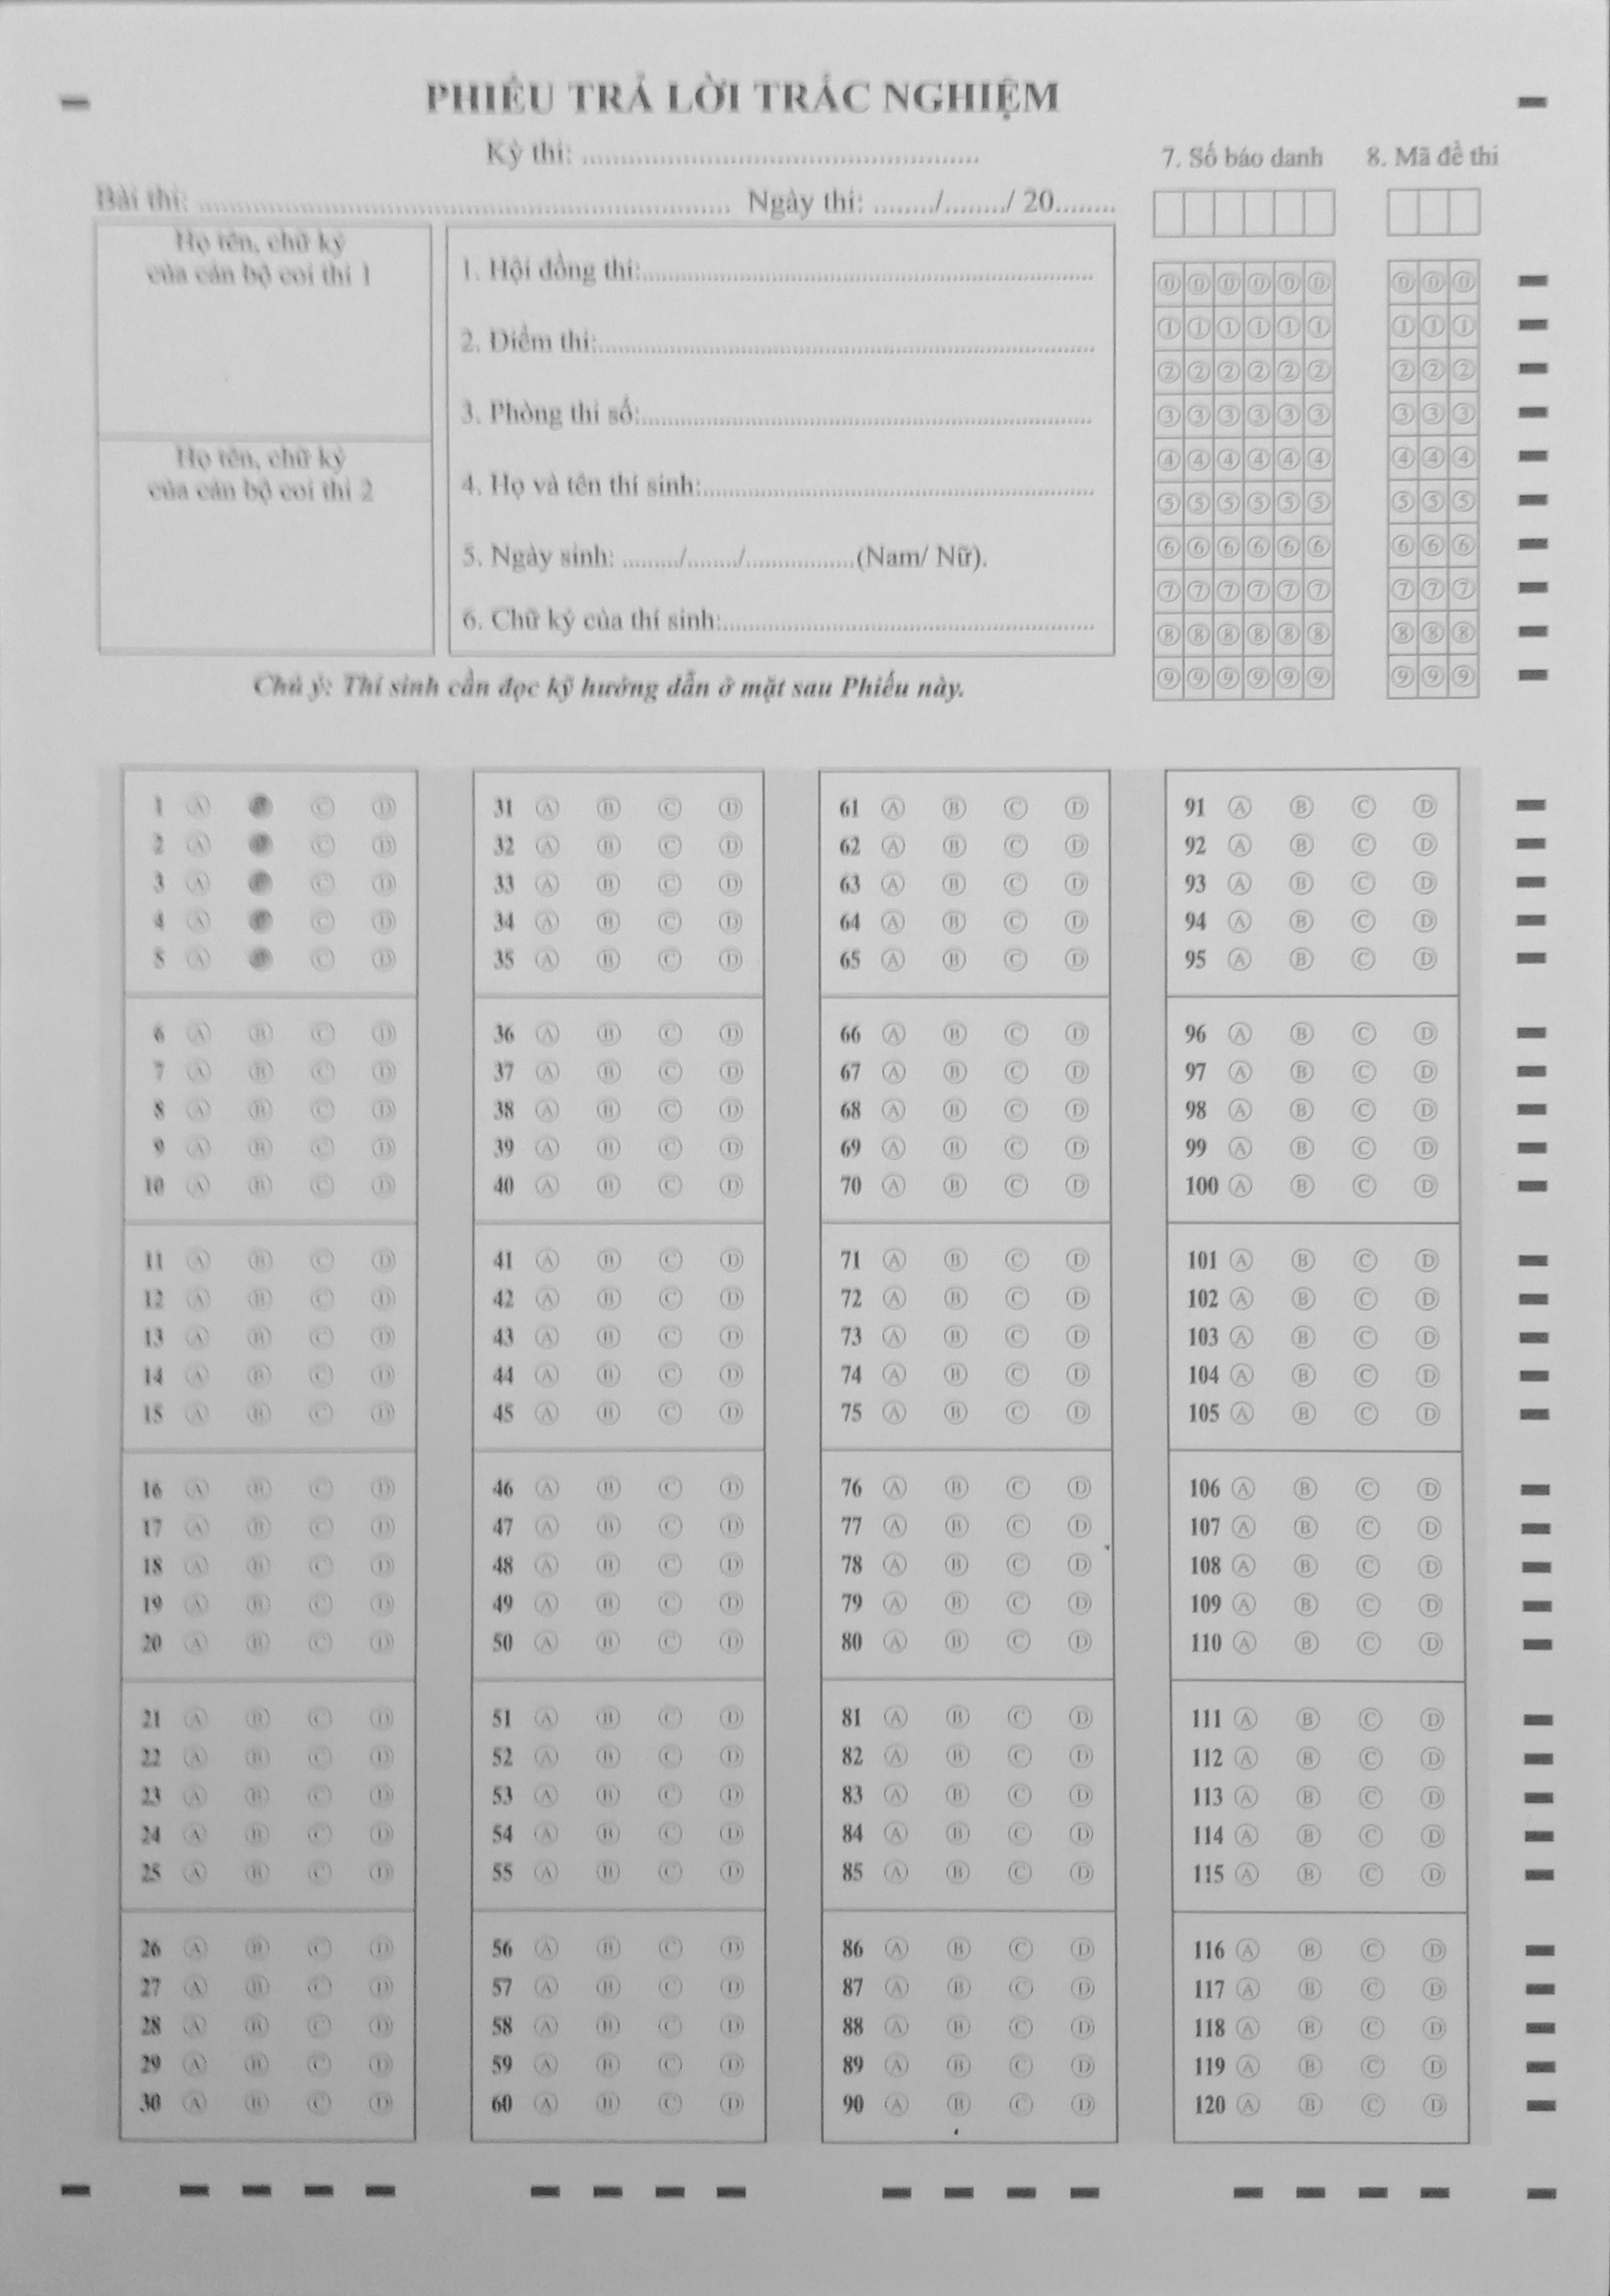 PHIẾU TRẢ LỜI TRẮC NGHIỆM
Kỳ thi: ..................................................
Bài thi: .................................................................. Ngày thi: ......../......../ 20........
7. Số báo danh
8. Mã đề thi
Họ tên, chữ ký
của cán bộ coi thi 1
Họ tên, chữ ký
của cán bộ coi thi 2
1. Hội đồng thi:..........................................................
2. Điểm thi:................................................................
3. Phòng thi số:..........................................................
4. Họ và tên thí sinh:..................................................
5. Ngày sinh: ......../......../.................(Nam/ Nữ).
6. Chữ ký của thí sinh:................................................
0 0 0 0 0 0 0 0 0
1 1 1 1 1 1 1 1 1
2 2 2 2 2 2 2 2 2
3 3 3 3 3 3 3 3 3
4 4 4 4 4 4 4 4 4
5 5 5 5 5 5 5 5 5
6 6 6 6 6 6 6 6 6
7 7 7 7 7 7 7 7 7
8 8 8 8 8 8 8 8 8
9 9 9 9 9 9 9 9 9
Chú ý: Thí sinh cần đọc kỹ hướng dẫn ở mặt sau Phiếu này.
1 A C D
2 A C D
3 A C D
4 A C D
5 A C D
6 A B C D
7 A B C D
8 A B C D
9 A B C D
10 A B C D
11 A B C D
12 A B C D
13 A B C D
14 A B C D
15 A B C D
16 A B C D
17 A B C D
18 A B C D
19 A B C D
20 A B C D
21 A B C D
22 A B C D
23 A B C D
24 A B C D
25 A B C D
26 A B C D
27 A B C D
28 A B C D
29 A B C D
30 A B C D
31 A B C D
32 A B C D
33 A B C D
34 A B C D
35 A B C D
36 A B C D
37 A B C D
38 A B C D
39 A B C D
40 A B C D
41 A B C D
42 A B C D
43 A B C D
44 A B C D
45 A B C D
46 A B C D
47 A B C D
48 A B C D
49 A B C D
50 A B C D
51 A B C D
52 A B C D
53 A B C D
54 A B C D
55 A B C D
56 A B C D
57 A B C D
58 A B C D
59 A B C D
60 A B C D
61 A B C D
62 A B C D
63 A B C D
64 A B C D
65 A B C D
66 A B C D
67 A B C D
68 A B C D
69 A B C D
70 A B C D
71 A B C D
72 A B C D
73 A B C D
74 A B C D
75 A B C D
76 A B C D
77 A B C D
78 A B C D
79 A B C D
80 A B C D
81 A B C D
82 A B C D
83 A B C D
84 A B C D
85 A B C D
86 A B C D
87 A B C D
88 A B C D
89 A B C D
90 A B C D
91 A B C D
92 A B C D
93 A B C D
94 A B C D
95 A B C D
96 A B C D
97 A B C D
98 A B C D
99 A B C D
100 A B C D
101 A B C D
102 A B C D
103 A B C D
104 A B C D
105 A B C D
106 A B C D
107 A B C D
108 A B C D
109 A B C D
110 A B C D
111 A B C D
112 A B C D
113 A B C D
114 A B C D
115 A B C D
116 A B C D
117 A B C D
118 A B C D
119 A B C D
120 A B C D